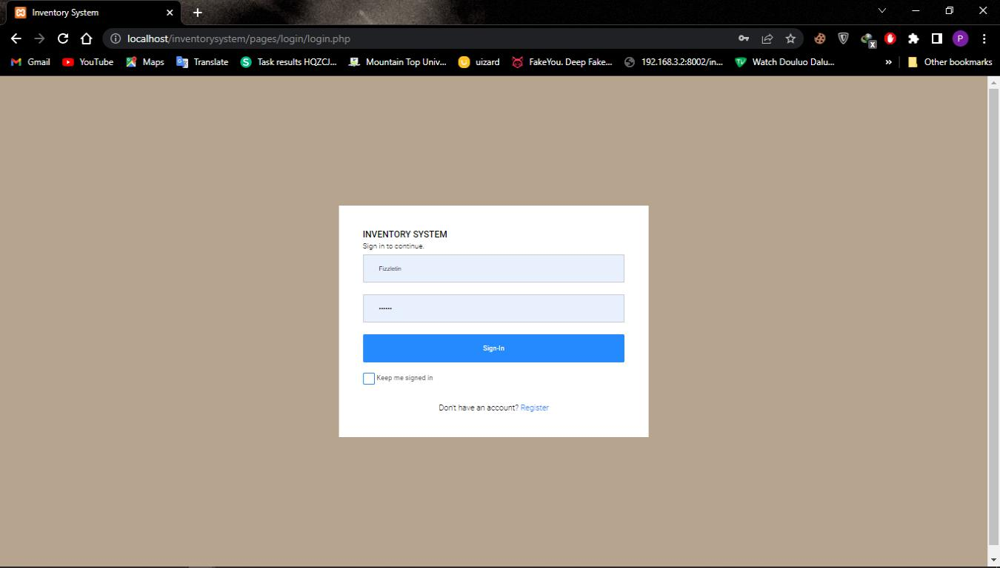 Inventory System
localhost/inventorysystem/pages/login/login.php
P
Gmail YouTube Maps Translate Task results HQZCJ... Mountain Top Univ... uizard FakeYou. Deep Fake... 192.168.3.2:8002/in... Watch Douluo Dalu... » Other bookmarks
INVENTORY SYSTEM
Sign in to continue.
Fizzletin
••••••
Sign-In
Keep me signed in
Don't have an account? Register